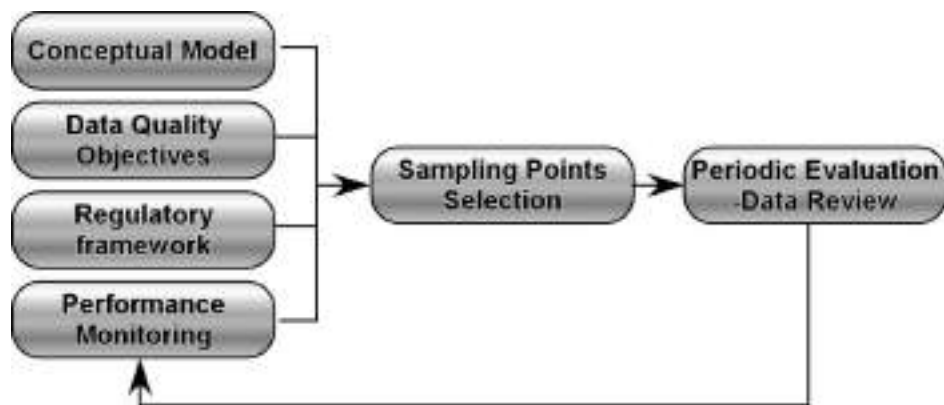 Conceptual Model
Data Quality
Objectives
Regulatory
framework
Performance
Monitoring
Sampling Points
Selection
Periodic Evaluation
-Data Review